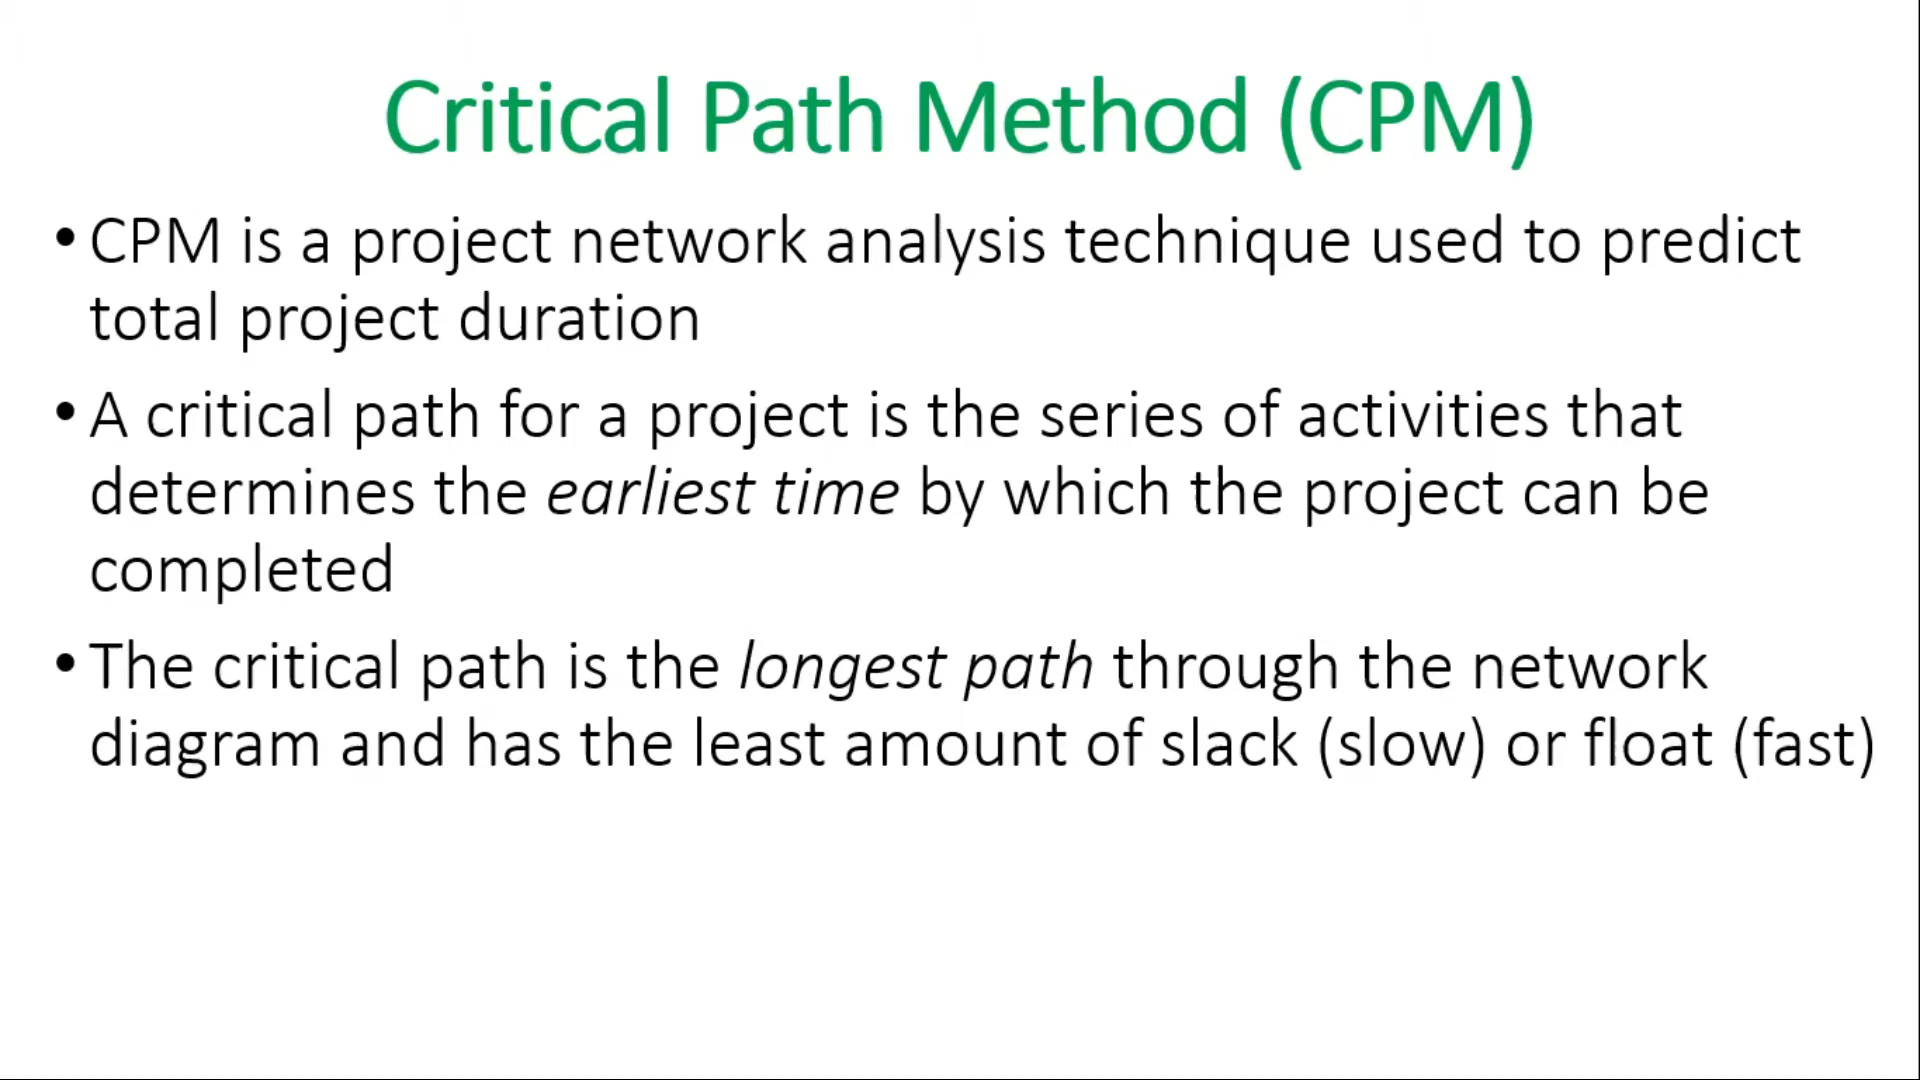 Critical Path Method (CPM)
• CPM is a project network analysis technique used to predict
total project duration
• A critical path for a project is the series of activities that
determines the earliest time by which the project can be
completed
• The critical path is the longest path through the network
diagram and has the least amount of slack (slow) or float (fast)